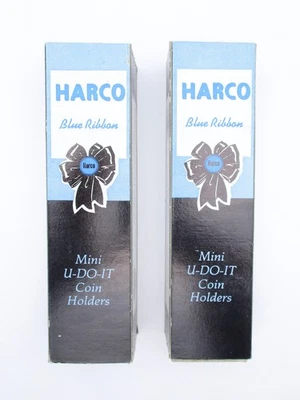 HARCO
Blue Ribbon
Harco
Mini
U-DO-IT
Coin
Holders
HARCO
Blue Ribbon
Harco
Mini
U-DO-IT
Coin
Holders